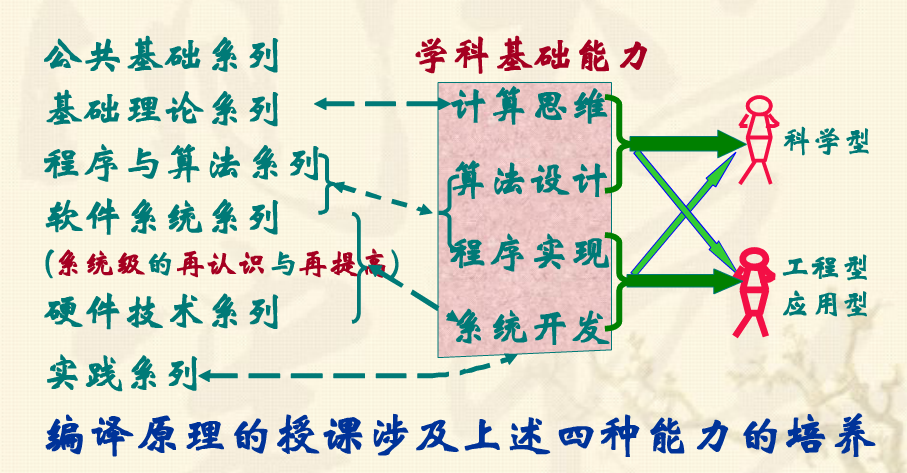 公共基础系列
基础理论系列
程序与算法系列
软件系统系列
(系统级的再认识与再提高)
硬件技术系列
实践系列
学科基础能力
计算思维
算法设计
程序实现
系统开发
科学型
工程型
应用型
编译原理的授课涉及上述四种能力的培养